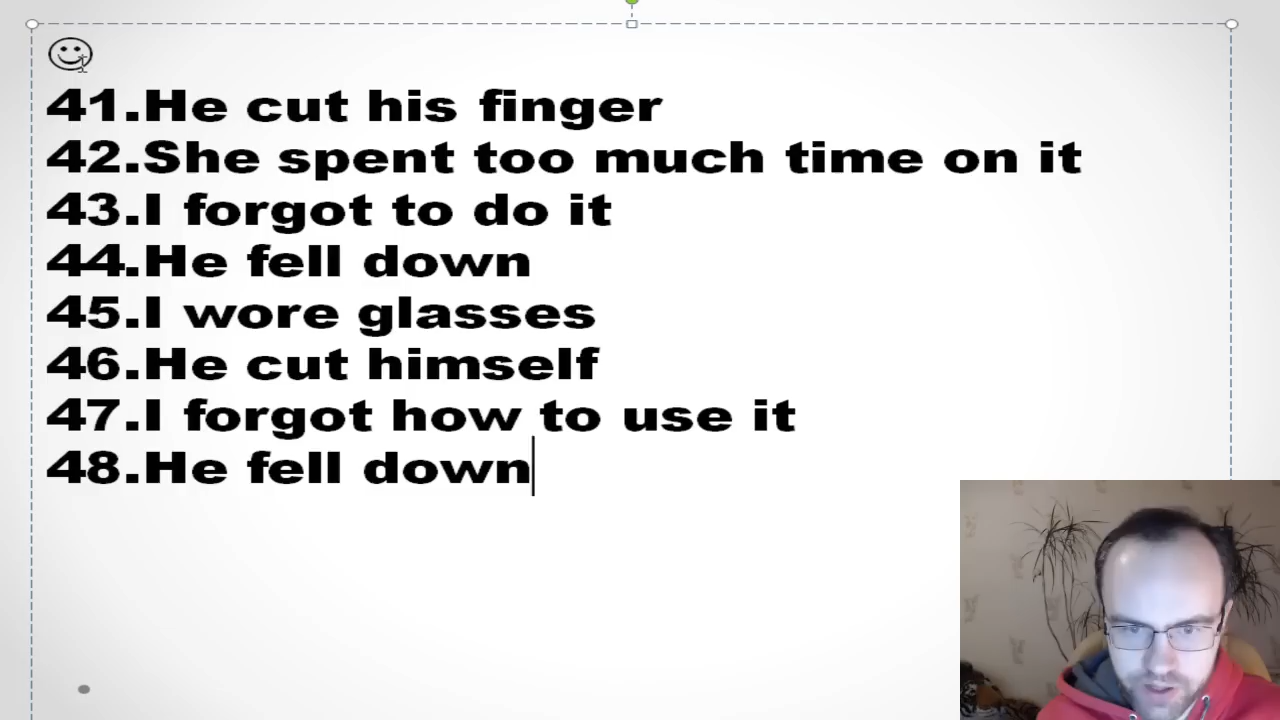 41.He cut his finger
42.She spent too much time on it
43.I forgot to do it
44.He fell down
45.I wore glasses
46.He cut himself
47.I forgot how to use it
48.He fell down